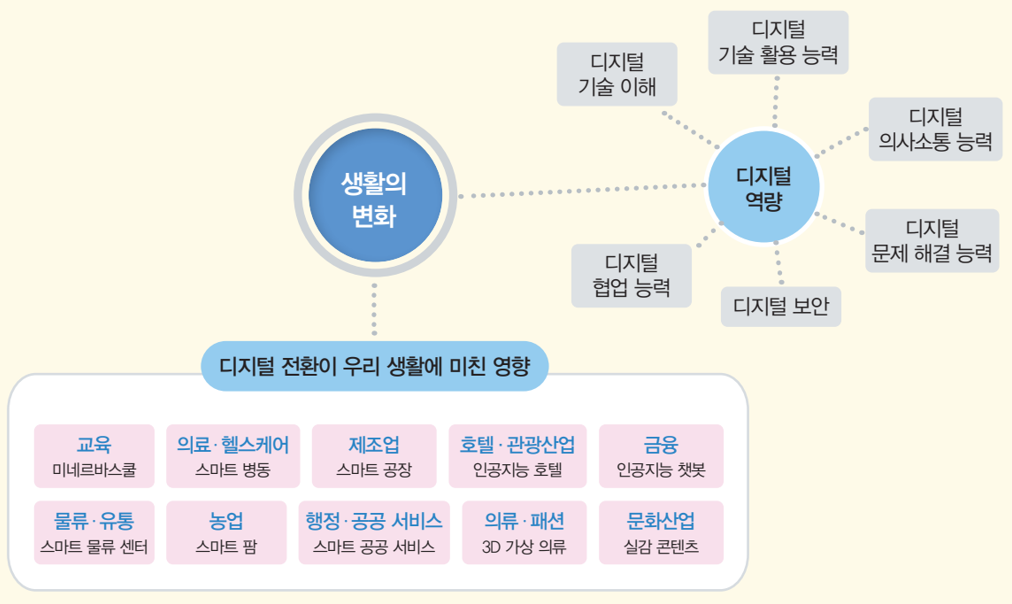 디지털
기술 활용 능력
디지털
기술 이해
디지털
의사소통 능력
생활의
변화
디지털
역량
디지털
문제 해결 능력
디지털
협업 능력
디지털 보안
디지털 전환이 우리 생활에 미친 영향
교육
미네르바스쿨
의료·헬스케어
스마트 병동
제조업
스마트 공장
호텔·관광산업
인공지능 호텔
금융
인공지능 챗봇
물류·유통
스마트 물류 센터
농업
스마트 팜
행정·공공 서비스
스마트 공공 서비스
의류·패션
3D 가상 의류
문화산업
실감 콘텐츠